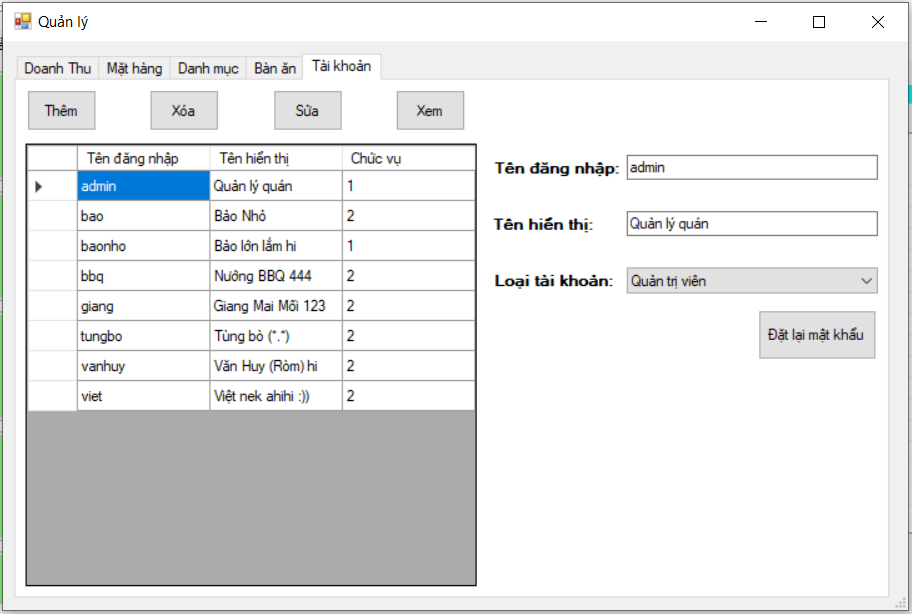 Quản lý
Doanh Thu Mặt hàng Danh mục Bàn ăn Tài khoản
Thêm Xóa Sửa Xem
Tên đăng nhập Tên hiển thị Chức vụ
admin Quản lý quán 1
bao Bảo Nhỏ 2
baonho Bảo lớn lắm hi 1
bbq Nướng BBQ 444 2
giang Giang Mai Mối 123 2
tungbo Tùng bò (*.*) 2
vanhuy Văn Huy (Ròm) hi 2
viet Việt nek ahihi :)) 2
Tên đăng nhập: admin
Tên hiển thị: Quản lý quán
Loại tài khoản: Quản trị viên
Đặt lại mật khẩu